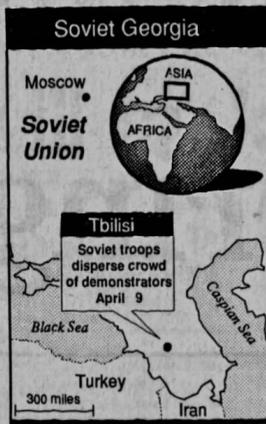 Soviet Georgia
Moscow
ASIA
Soviet
Union
AFRICA
Tbilisi
Soviet troops
disperse crowd
of demonstrators
April 9
Caspian Sea
Black Sea
Turkey
300 miles
Iran